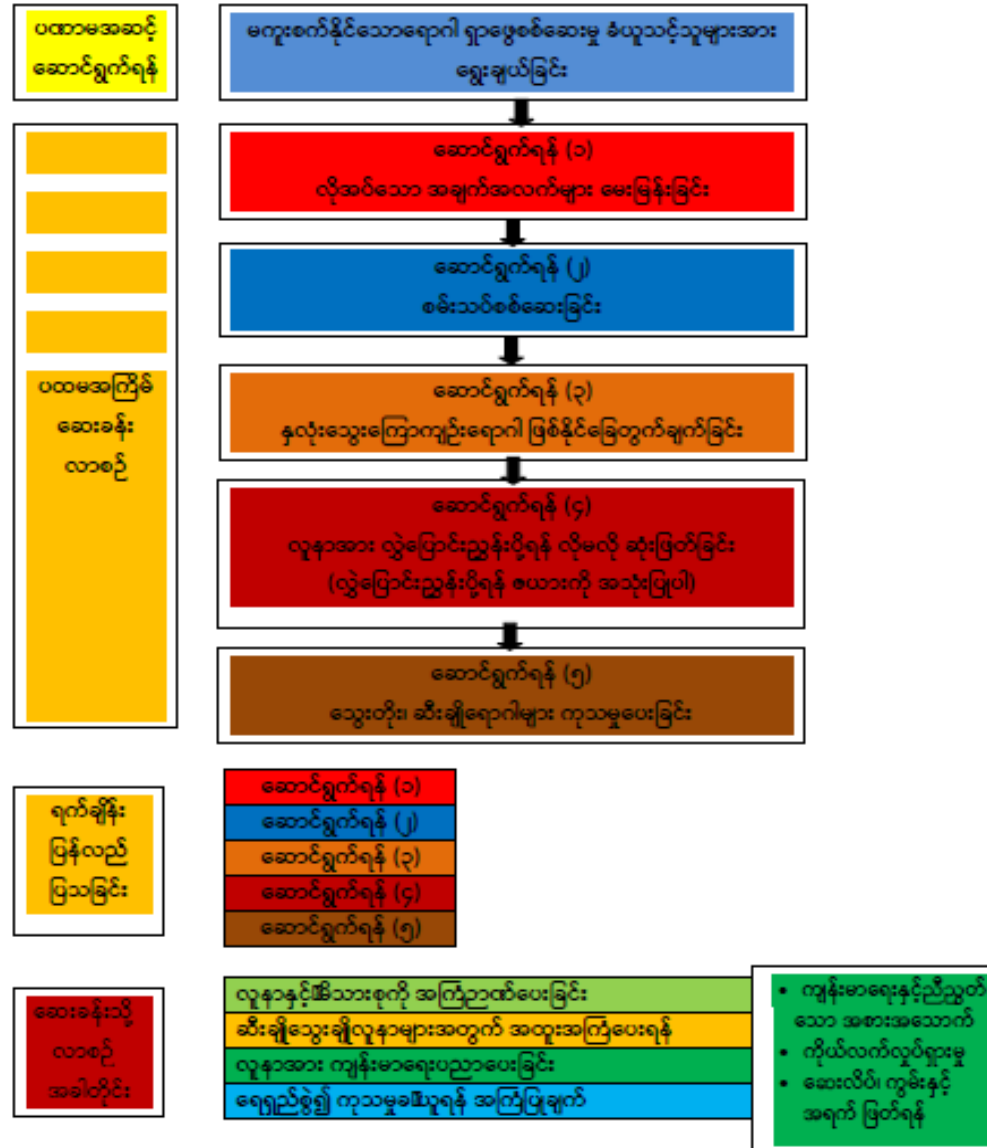 ပဏာမအဆင့်
ဆောင်ရွက်ရန်
မကူးစက်နိုင်သောရောဂါ ရှာဖွေစစ်ဆေးမှု ခံယူသင့်သူများအား
ရွေးချယ်ခြင်း
ဆောင်ရွက်ရန် (၁)
လိုအပ်သော အချက်အလက်များ မေးမြန်းခြင်း
ဆောင်ရွက်ရန် (၂)
စမ်းသပ်စစ်ဆေးခြင်း
ပထမအကြိမ်
ဆေးခန်း
လာစဉ်
ဆောင်ရွက်ရန် (၃)
နှလုံးသွေးကြောကျဉ်းရောဂါ ဖြစ်နိုင်ခြေတွက်ချက်ခြင်း
ဆောင်ရွက်ရန် (၄)
လူနာအား လွှဲပြောင်းညွှန်းပို့ရန် လိုမလို ဆုံးဖြတ်ခြင်း
(လွှဲပြောင်းညွှန်းပို့ရန် ဇယားကို အသုံးပြုပါ)
ဆောင်ရွက်ရန် (၅)
သွေးတိုး၊ ဆီးချိုရောဂါများ ကုသမှုပေးခြင်း
ရက်ချိန်း
ပြန်လည်
ပြသခြင်း
ဆောင်ရွက်ရန် (၁)
ဆောင်ရွက်ရန် (၂)
ဆောင်ရွက်ရန် (၃)
ဆောင်ရွက်ရန် (၄)
ဆောင်ရွက်ရန် (၅)
ဆေးခန်းသို့
လာစဉ်
အခါတိုင်း
လူနာနှင့် အကြံဉာဏ်ပေးခြင်း
ဆီးချိုသွေးချိုလူနာများအတွက် အထူးအကြံပေးရန်
လူနာအား ကျန်းမာရေးပညာပေးခြင်း
ရေရှည်စွဲ၍ အကြံပြုချက်
• ကျန်းမာရေးနှင့်ညီညွတ်
သော အစားအသောက်
• ကိုယ်လက်လှုပ်ရှားမှု
• ဆေးလိပ်၊ ကွမ်းနှင့်
အရက် ဖြတ်ရန်